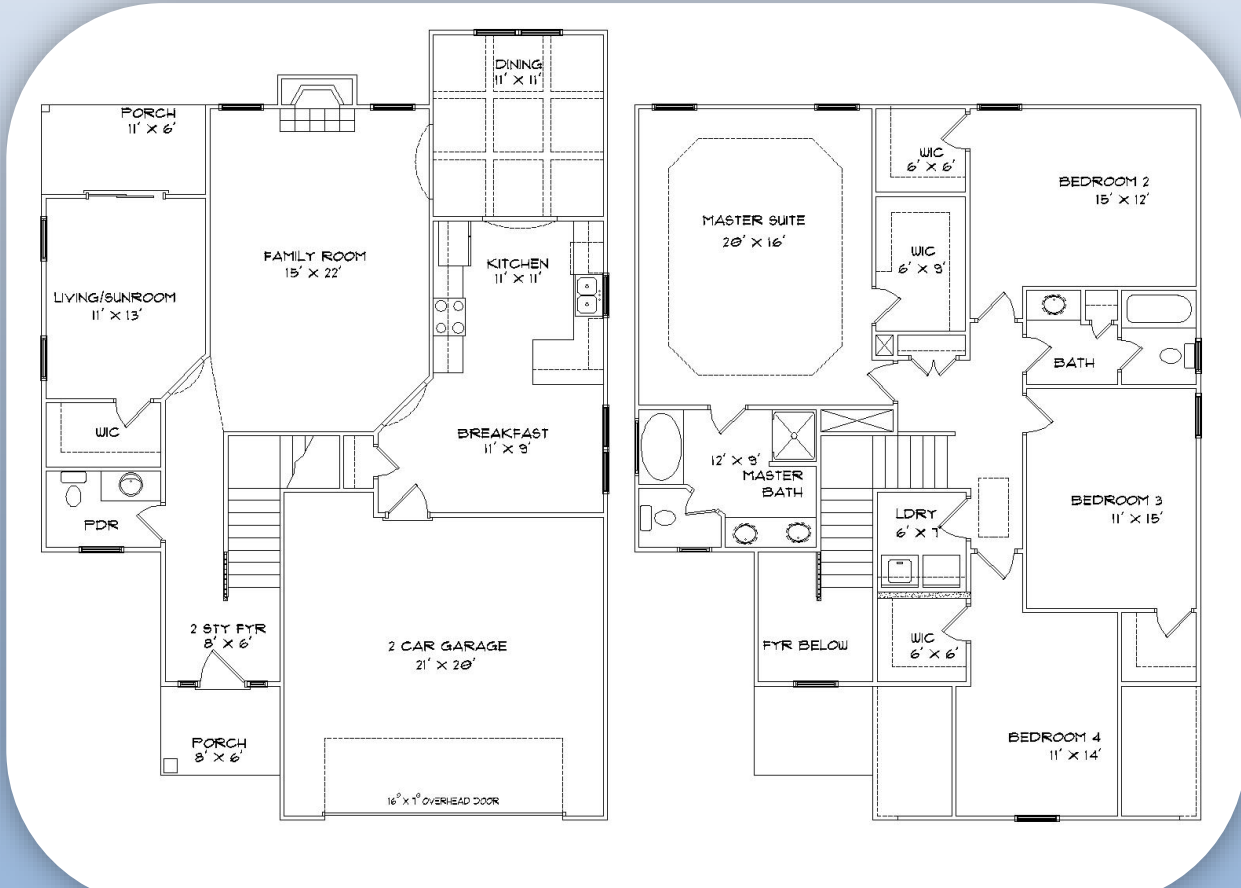 DINING
11' X 11'
PORCH
11' X 6'
FAMILY ROOM
15' X 22'
KITCHEN
11' X 11'
LIVING/SUNROOM
11' X 13'
WIC
BREAKFAST
11' X 9'
PDR
2 STY FYR
8' X 6'
2 CAR GARAGE
21' X 20'
PORCH
8' X 6'
16⁰ X 7⁰ OVERHEAD DOOR
WIC
6' X 6'
BEDROOM 2
15' X 12'
MASTER SUITE
20' X 16'
WIC
6' X 9'
BATH
12' X 9'
MASTER
BATH
BEDROOM 3
11' X 15'
LDRY
6' X 7'
FYR BELOW
WIC
6' X 6'
BEDROOM 4
11' X 14'